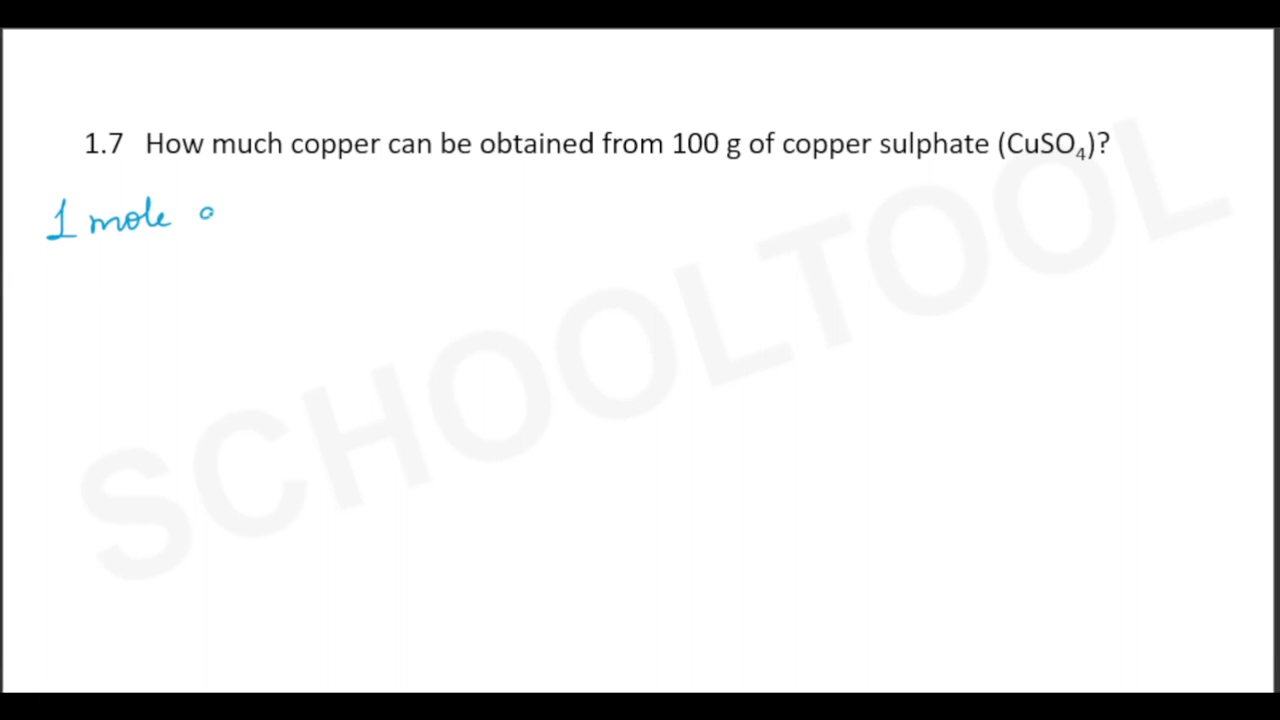 1.7 How much copper can be obtained from 100 g of copper sulphate (CuSO₄)?
1 mole o
SCHOOLTOOL